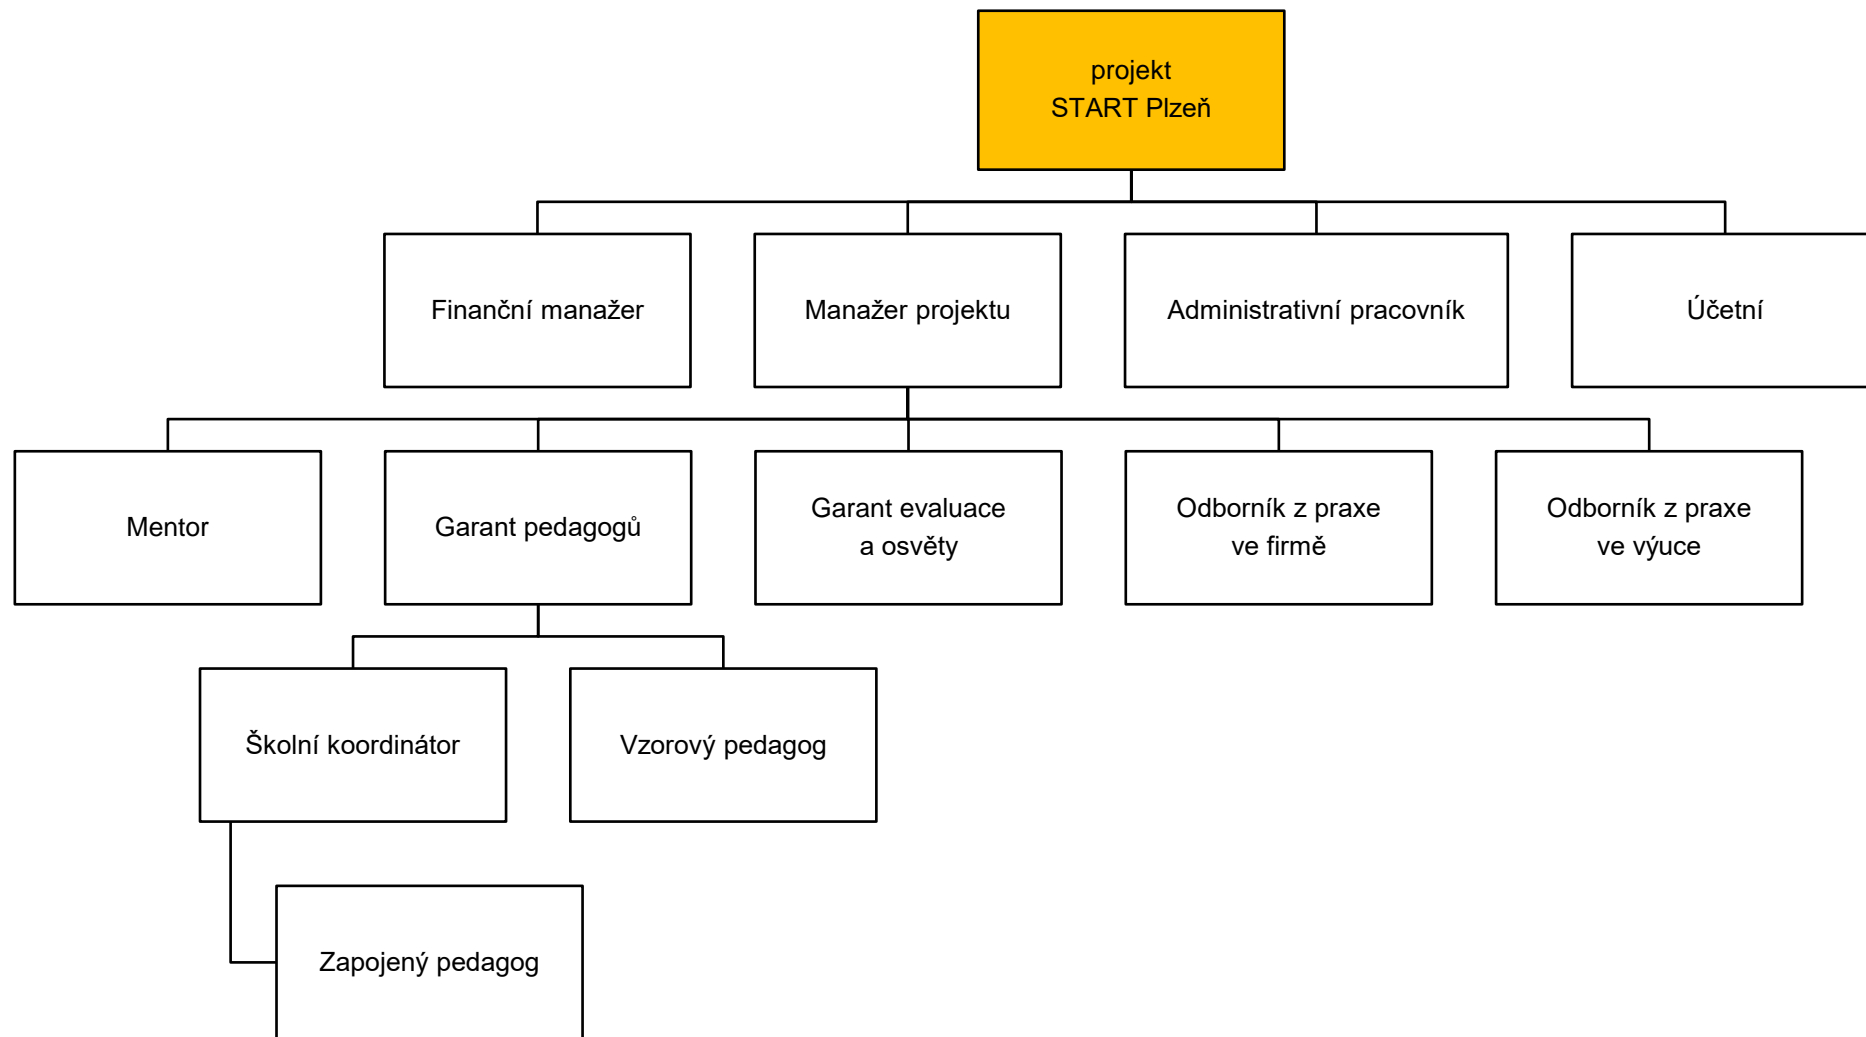 projekt
START Plzeň
Finanční manažer
Manažer projektu
Administrativní pracovník
Účetní
Mentor
Garant pedagogů
Garant evaluace
a osvěty
Odborník z praxe
ve firmě
Odborník z praxe
ve výuce
Školní koordinátor
Vzorový pedagog
Zapojený pedagog